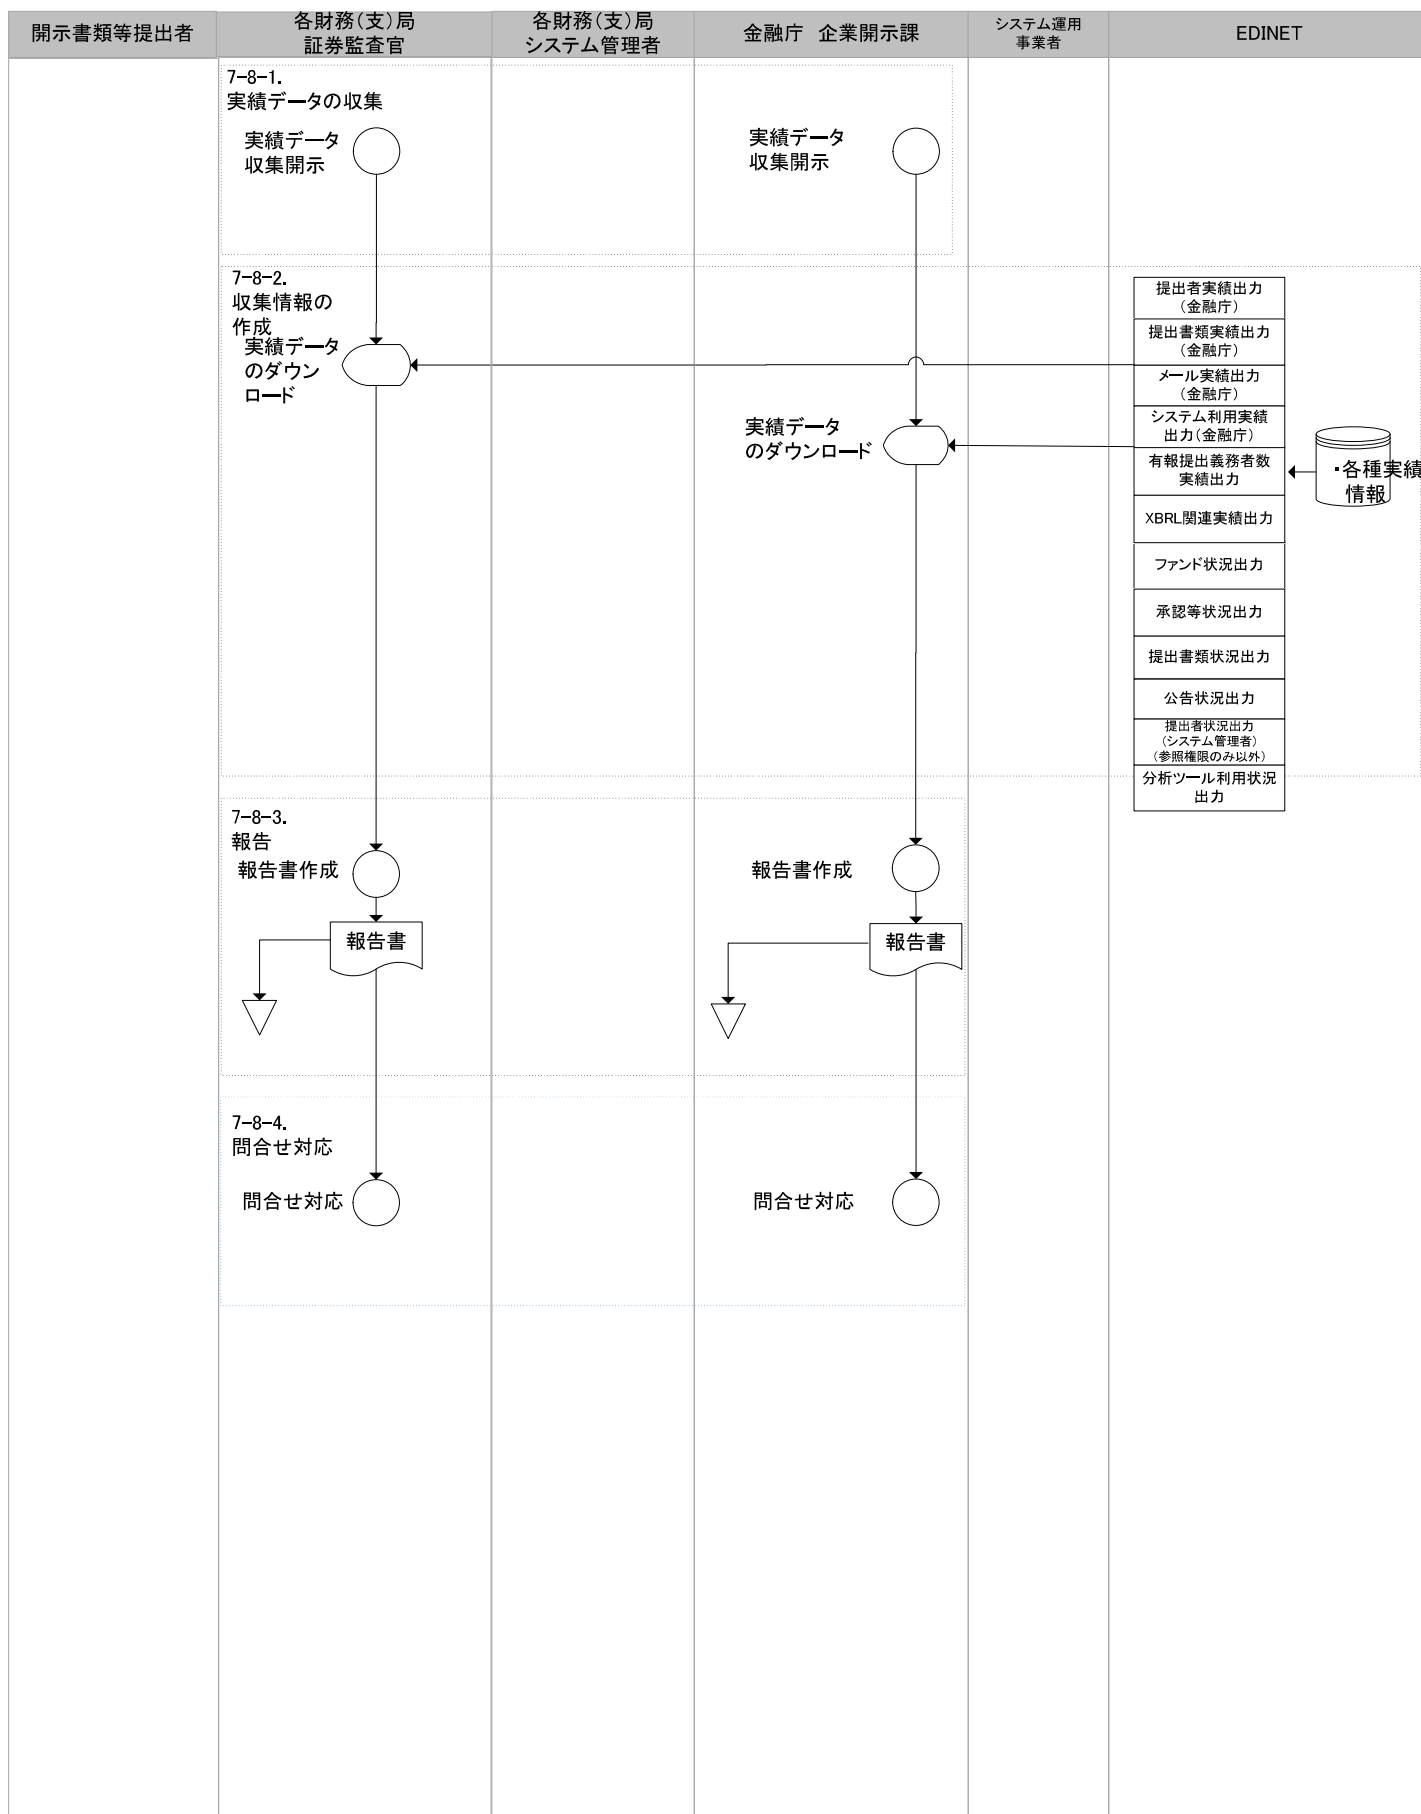 開示書類等提出者
各財務(支)局
証券監査官
各財務(支)局
システム管理者
金融庁 企業開示課
システム運用
事業者
EDINET
7-8-1.
実績データの収集
実績データ
収集開示
実績データ
収集開示
7-8-2.
収集情報の
作成
実績データ
のダウン
ロード
実績データ
のダウンロード
提出者実績出力
(金融庁)
提出書類実績出力
(金融庁)
メール実績出力
(金融庁)
システム利用実績
出力(金融庁)
有報提出義務者数
実績出力
XBRL関連実績出力
ファンド状況出力
承認等状況出力
提出書類状況出力
公告状況出力
提出者状況出力
(システム管理者)
(参照権限のみ以外)
分析ツール利用状況
出力
・各種実績
情報
7-8-3.
報告
報告書作成
報告書作成
報告書
報告書
7-8-4.
問合せ対応
問合せ対応
問合せ対応